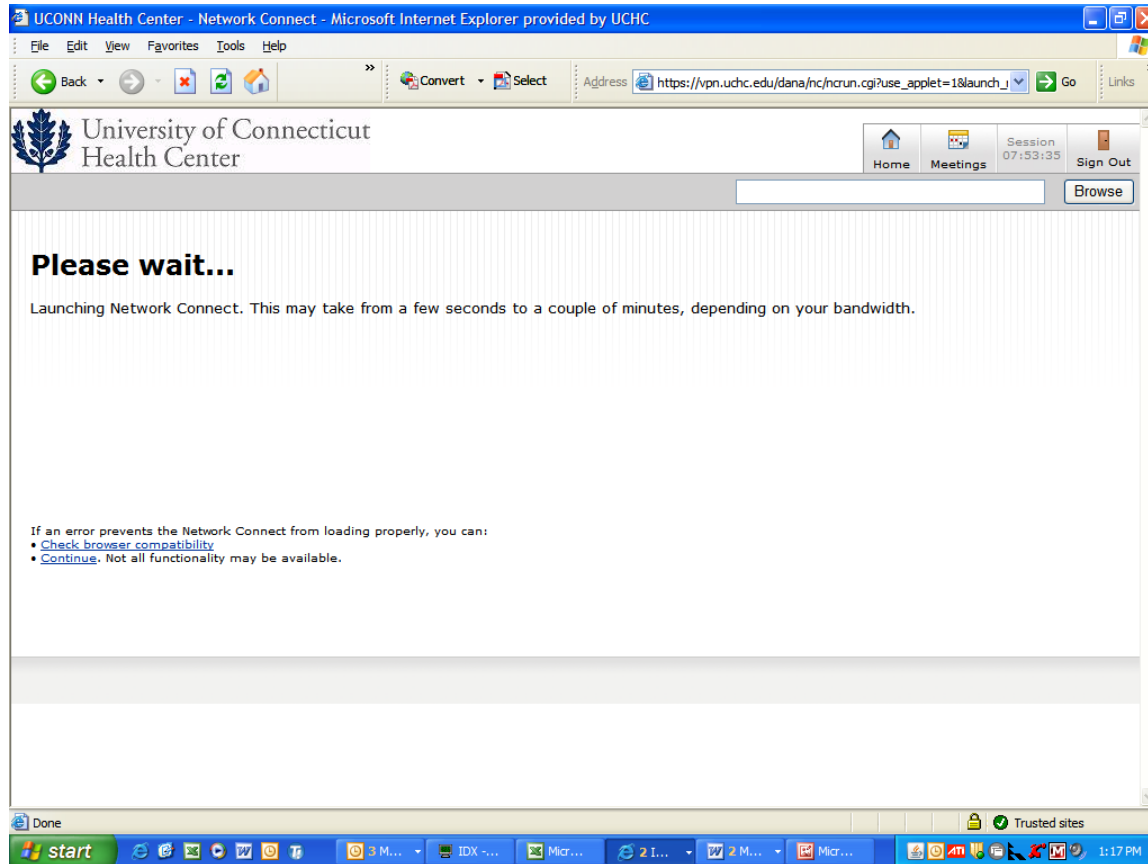 UCONN Health Center - Network Connect - Microsoft Internet Explorer provided by UCHC
File Edit View Favorites Tools Help
Back » Convert Select Address https://vpn.uchc.edu/dana/nc/ncrun.cgi?use_applet=1&launch_ Go Links »
University of Connecticut
Health Center
Home Meetings Session 07:53:35 Sign Out
Browse
Please wait...
Launching Network Connect. This may take from a few seconds to a couple of minutes, depending on your bandwidth.
If an error prevents the Network Connect from loading properly, you can:
• Check browser compatibility
• Continue. Not all functionality may be available.
Done Trusted sites
start 3 M... IDX -... Micr... 2 I... 2 M... Micr... 1:17 PM